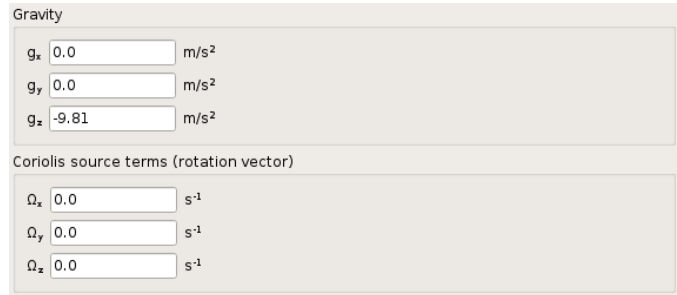 Gravity
gₓ 0.0 m/s²
gᵧ 0.0 m/s²
g_z -9.81 m/s²
Coriolis source terms (rotation vector)
Ωₓ 0.0 s⁻¹
Ωᵧ 0.0 s⁻¹
Ω_z 0.0 s⁻¹